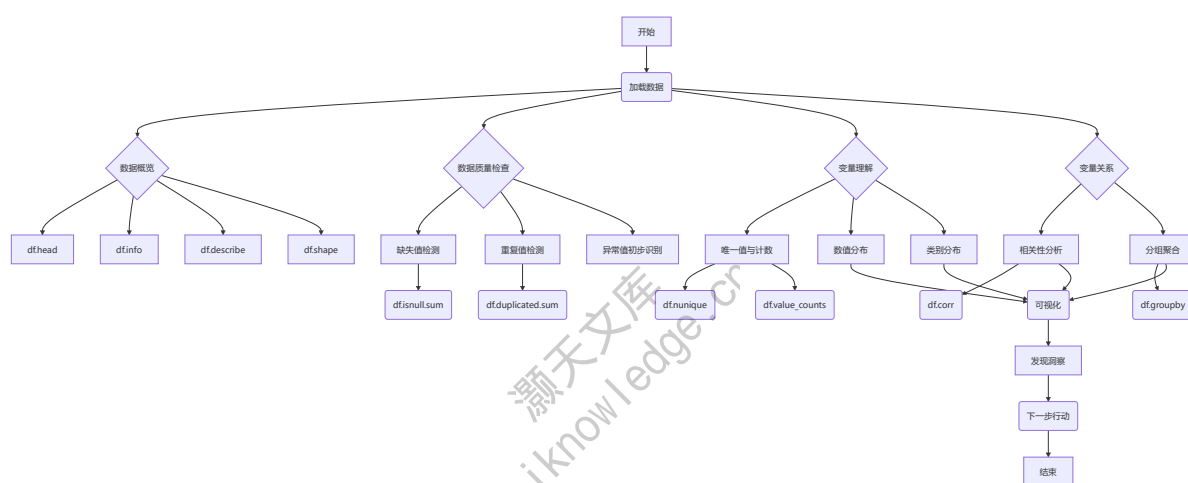 开始
加载数据
数据概览
数据质量检查
变量理解
变量关系
df.head
df.info
df.describe
df.shape
缺失值检测
重复值检测
异常值初步识别
唯一值与计数
数值分布
类别分布
相关性分析
分组聚合
df.isnull.sum
df.duplicated.sum
df.nunique
df.value_counts
df.corr
可视化
df.groupby
发现洞察
下一步行动
结束
灏天文库
iknowledge.cn